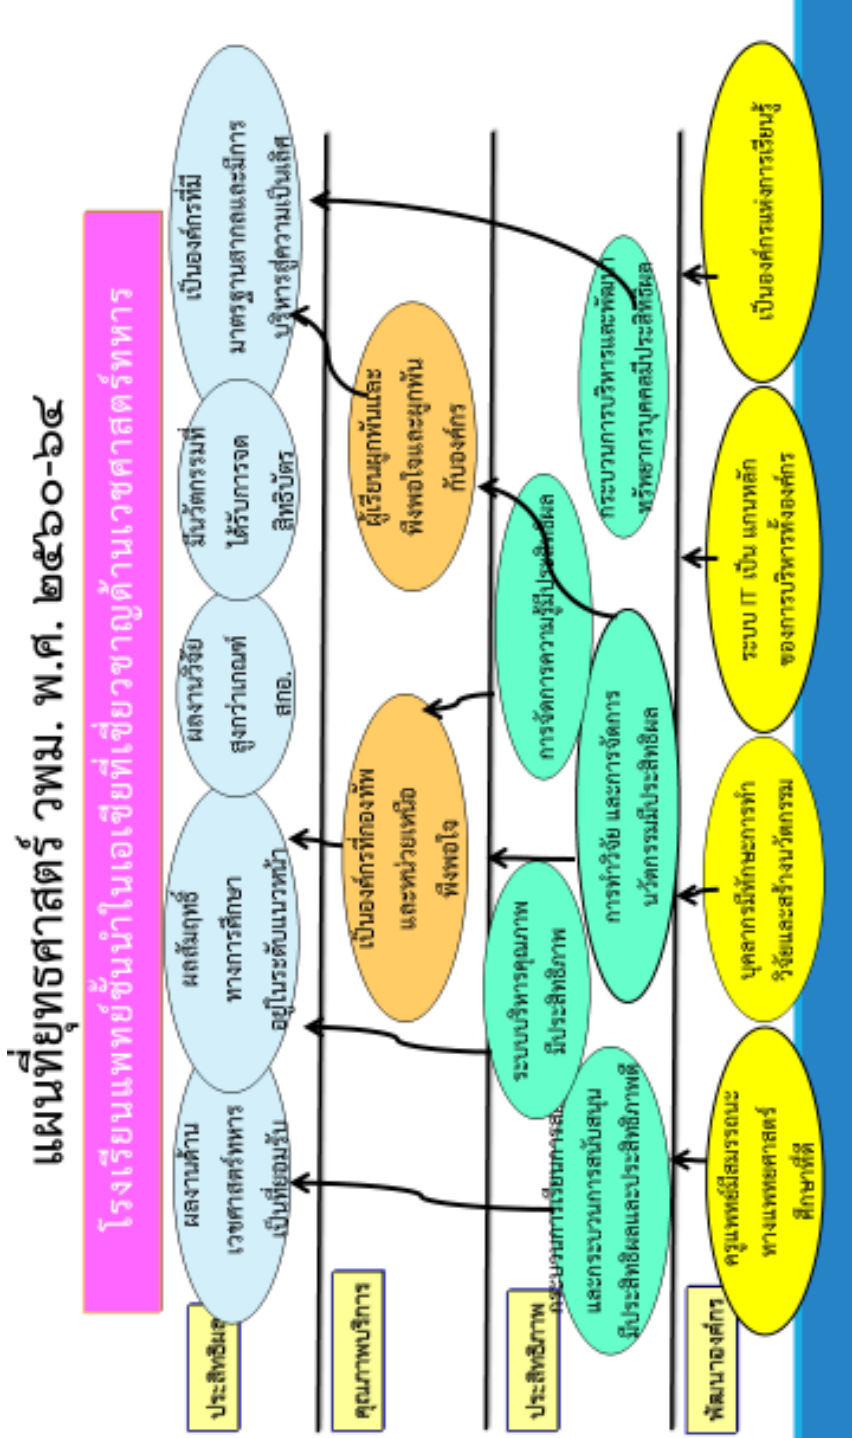 แผนที่ยุทธศาสตร์ วพม. พ.ศ. ๒๕๖๐-๖๔
โรงเรียนแพทย์ชั้นนำในเอเชียที่เชี่ยวชาญด้านเวชศาสตร์ทหาร
ประสิทธิผล
ผลงานด้าน
เวชศาสตร์ทหาร
เป็นที่ยอมรับ
ผลสัมฤทธิ์
ทางการศึกษา
อยู่ในระดับแนวหน้า
ผลงานวิจัย
สูงกว่าเกณฑ์
สกอ.
มีนวัตกรรมที่
ได้รับการจด
สิทธิบัตร
เป็นองค์กรที่มี
มาตรฐานสากลและมีการ
บริหารสู่ความเป็นเลิศ
คุณภาพบริการ
เป็นองค์กรที่กองทัพ
และหน่วยเหนือ
พึงพอใจ
ผู้เรียนผูกพันและ
พึงพอใจและผูกพัน
กับองค์กร
ประสิทธิภาพ
กระบวนการเรียนการ
และกระบวนการสนับสนุน
มีประสิทธิผลและประสิทธิภาพดี
ระบบบริหารคุณภาพ
มีประสิทธิภาพ
การทำวิจัย และการจัดการ
นวัตกรรมมีประสิทธิผล
การจัดการความรู้มีประสิทธิผล
กระบวนการบริหารและพัฒนา
ทรัพยากรบุคคลมีประสิทธิผล
พัฒนาองค์กร
ครูแพทย์มีสมรรถนะ
ทางแพทยศาสตร์
ศึกษาที่ดี
บุคลากรมีทักษะการทำ
วิจัยและสร้างนวัตกรรม
ระบบ IT เป็น แกนหลัก
ของการบริหารทั้งองค์กร
เป็นองค์กรแห่งการเรียนรู้